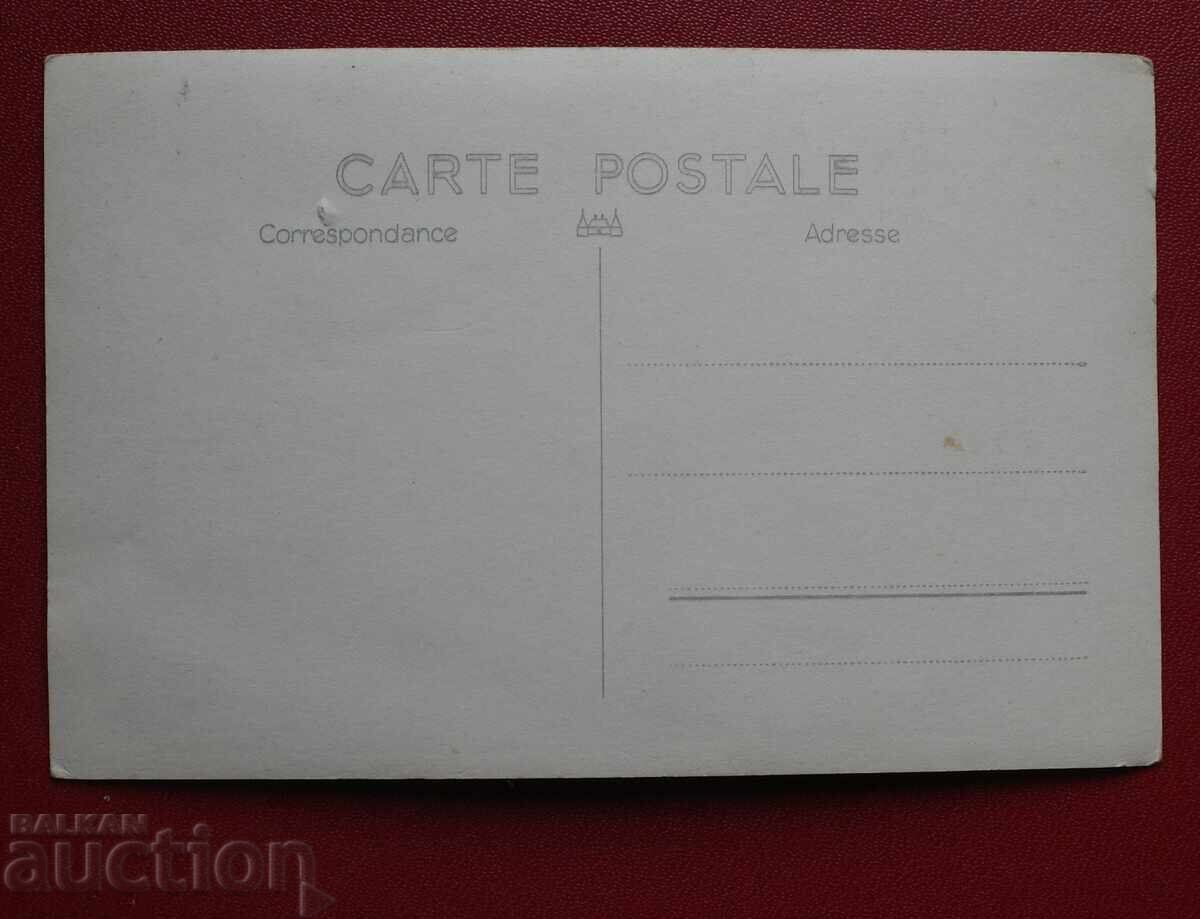 CARTE POSTALE
Correspondance
Adresse
BALKAN
auction